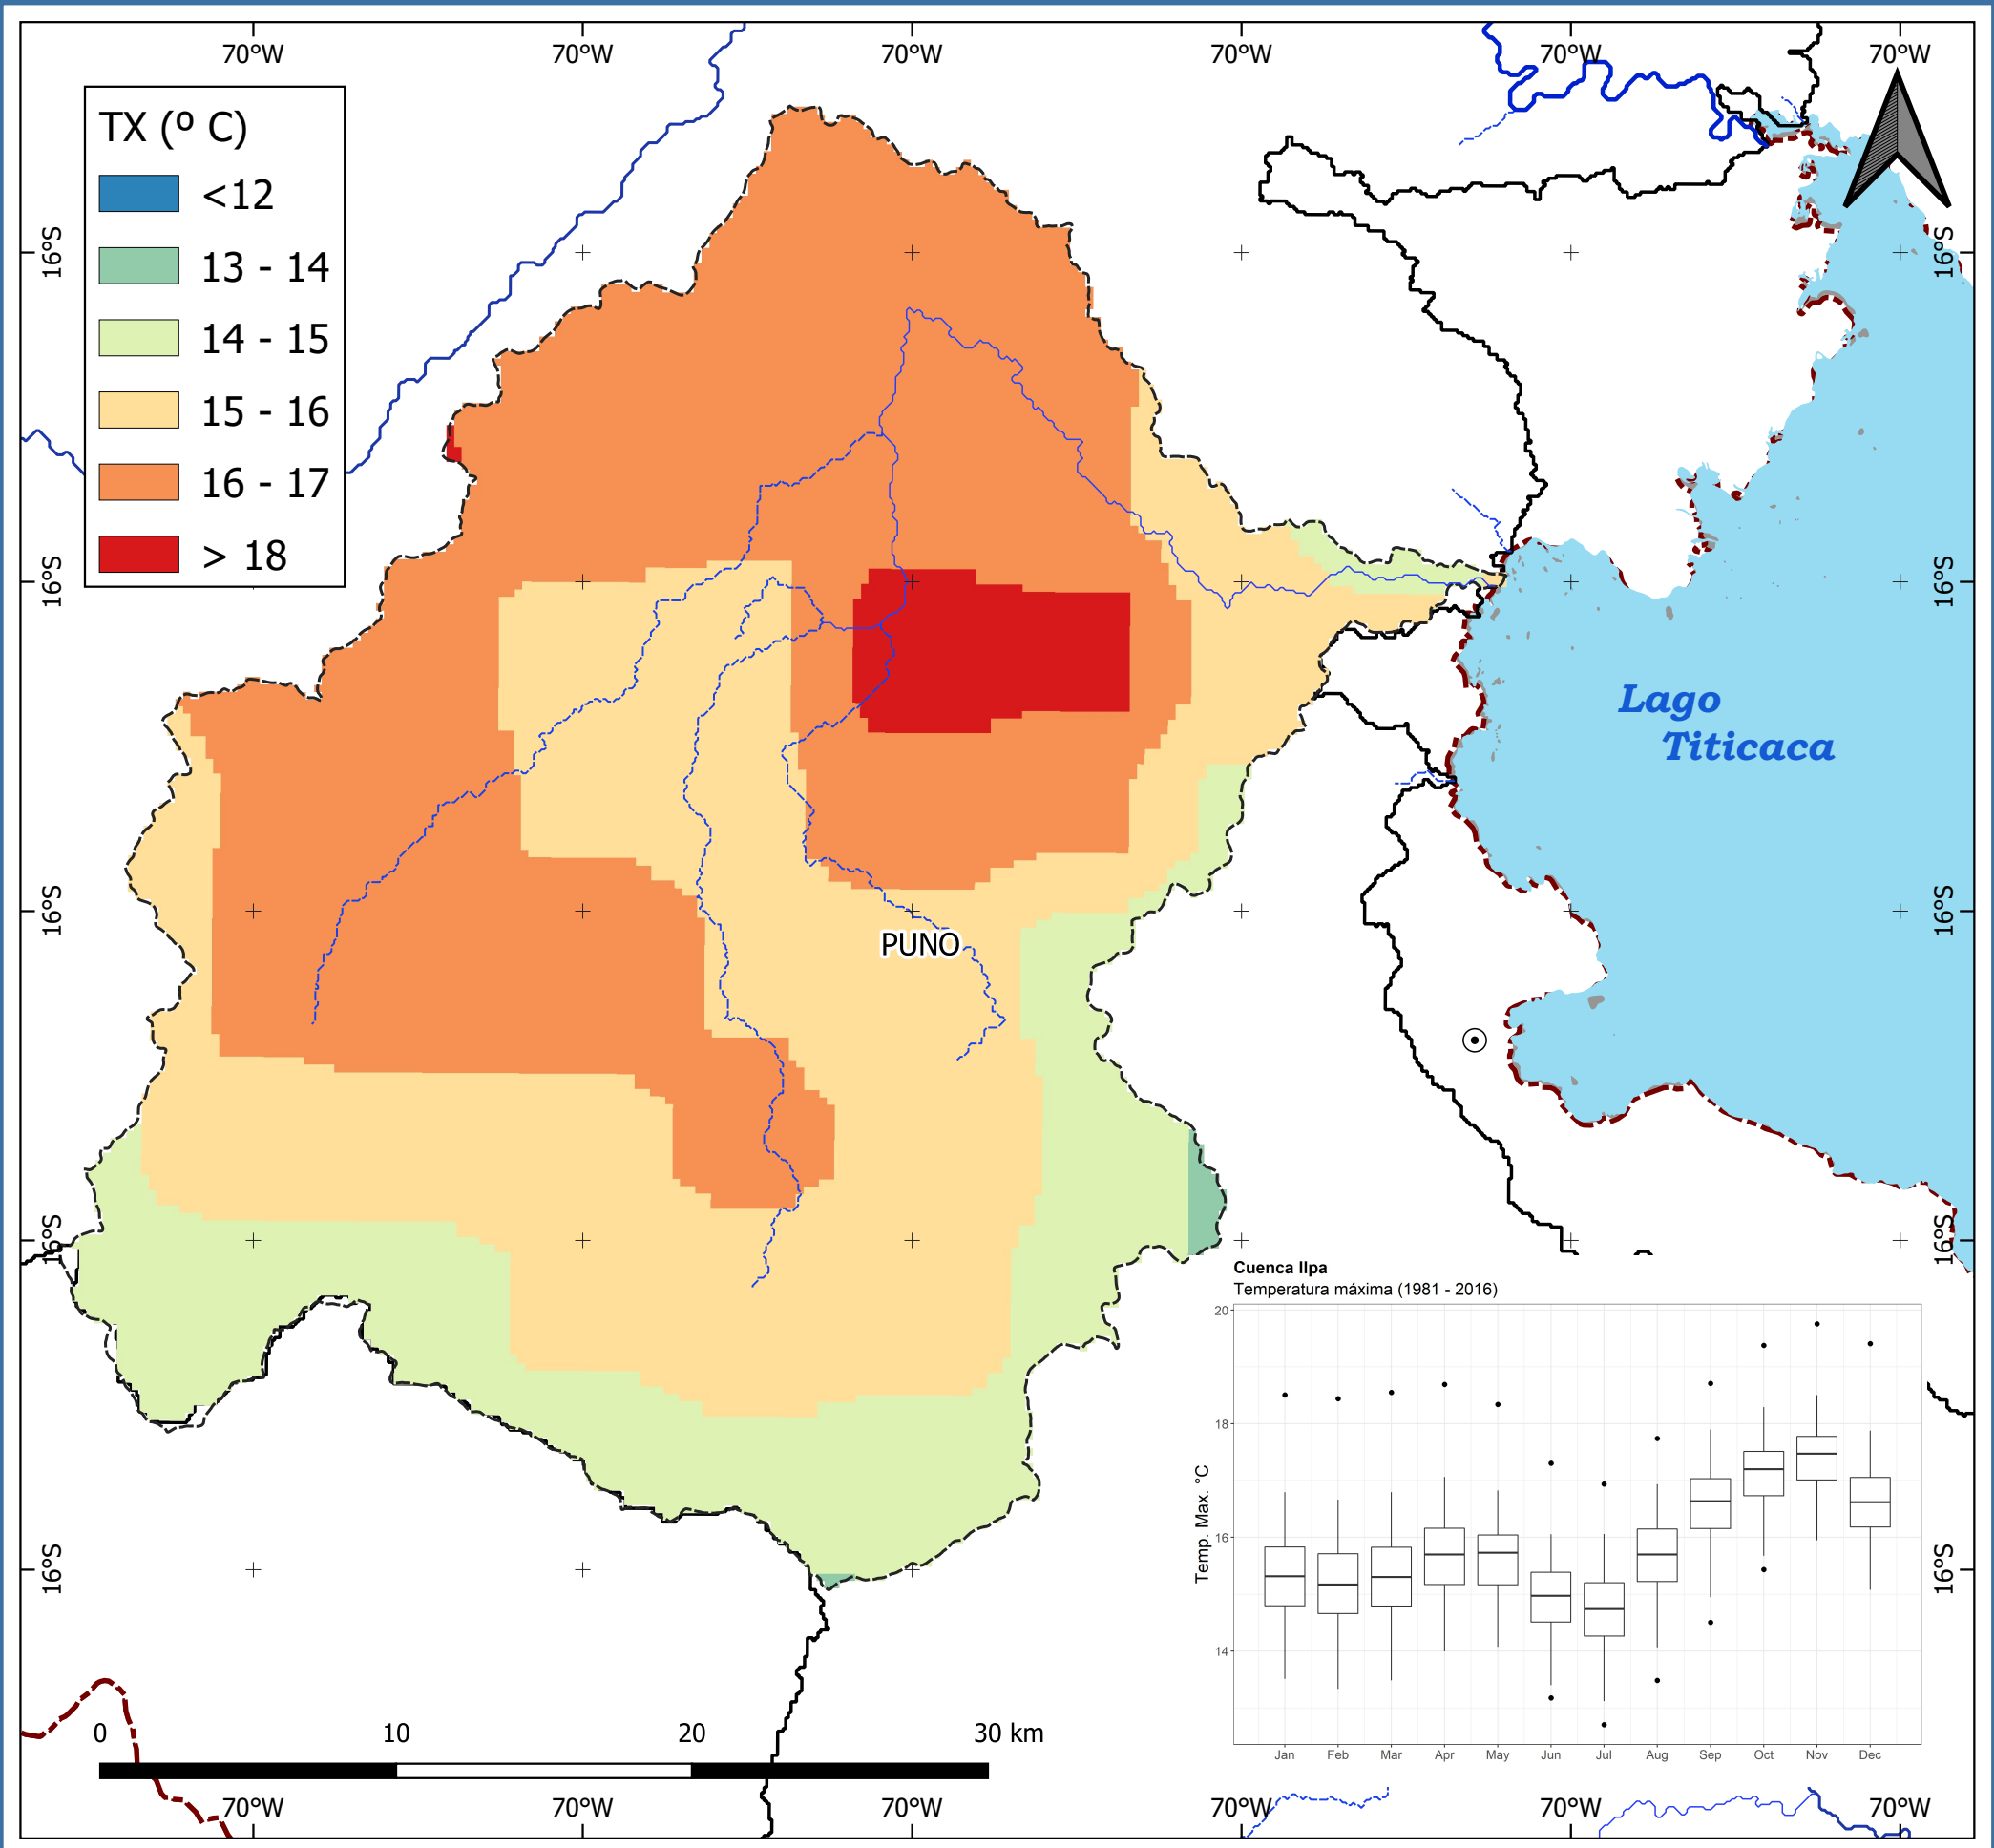 70°W 70°W 70°W 70°W 70°W 70°W
TX (º C)
<12
13 - 14
14 - 15
15 - 16
16 - 17
> 18
16°S 16°S
16°S 16°S
16°S 16°S
16°S 16°S
16°S 16°S
Lago
Titicaca
PUNO
Cuenca Ilpa
Temperatura máxima (1981 - 2016)
Temp. Max. °C
20
18
16
14
Jan Feb Mar Apr May Jun Jul Aug Sep Oct Nov Dec
0 10 20 30 km
70°W 70°W 70°W 70°W 70°W 70°W